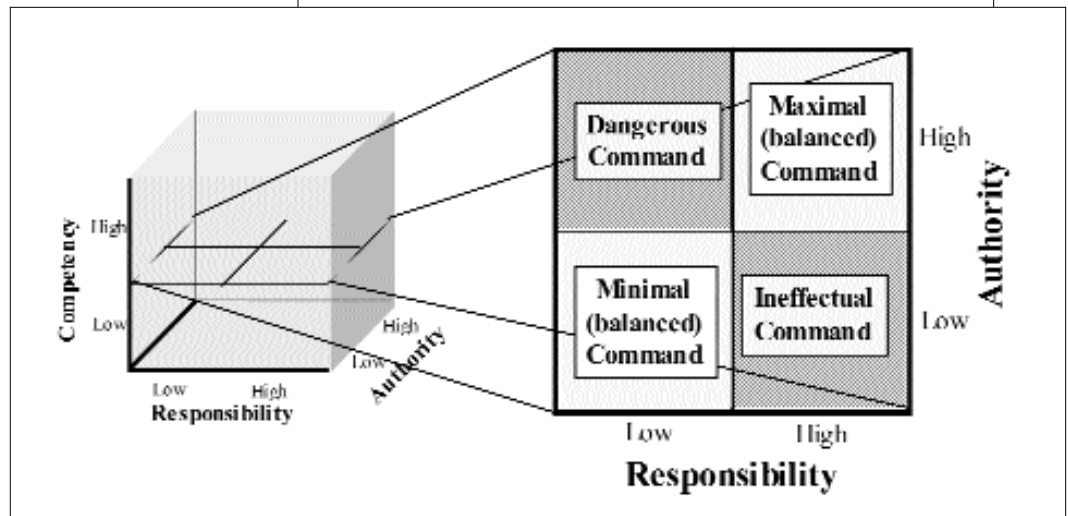 Competency
High
Low
Low
High
Responsibility
Low
High
Authority
Dangerous
Command
Maximal
(balanced)
Command
Minimal
(balanced)
Command
Ineffectual
Command
High
Low
Authority
Low
High
Responsibility